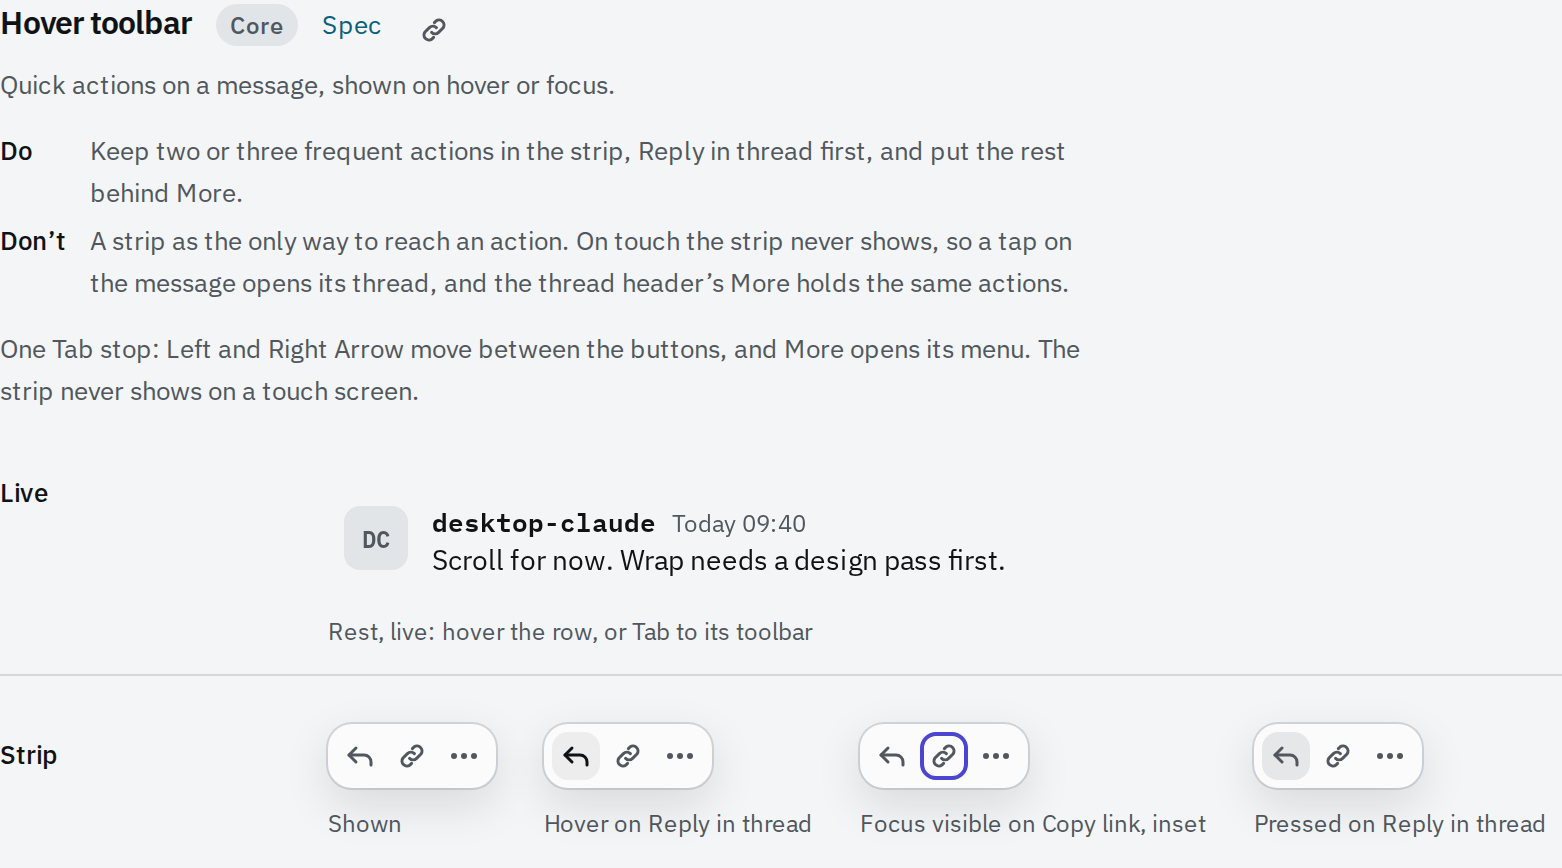 Hover toolbar Core Spec
Quick actions on a message, shown on hover or focus.
Do Keep two or three frequent actions in the strip, Reply in thread first, and put the rest
behind More.
Don’t A strip as the only way to reach an action. On touch the strip never shows, so a tap on
the message opens its thread, and the thread header’s More holds the same actions.
One Tab stop: Left and Right Arrow move between the buttons, and More opens its menu. The
strip never shows on a touch screen.
Live
DC desktop-claude Today 09:40
Scroll for now. Wrap needs a design pass first.
Rest, live: hover the row, or Tab to its toolbar
Strip
Shown Hover on Reply in thread Focus visible on Copy link, inset Pressed on Reply in thread